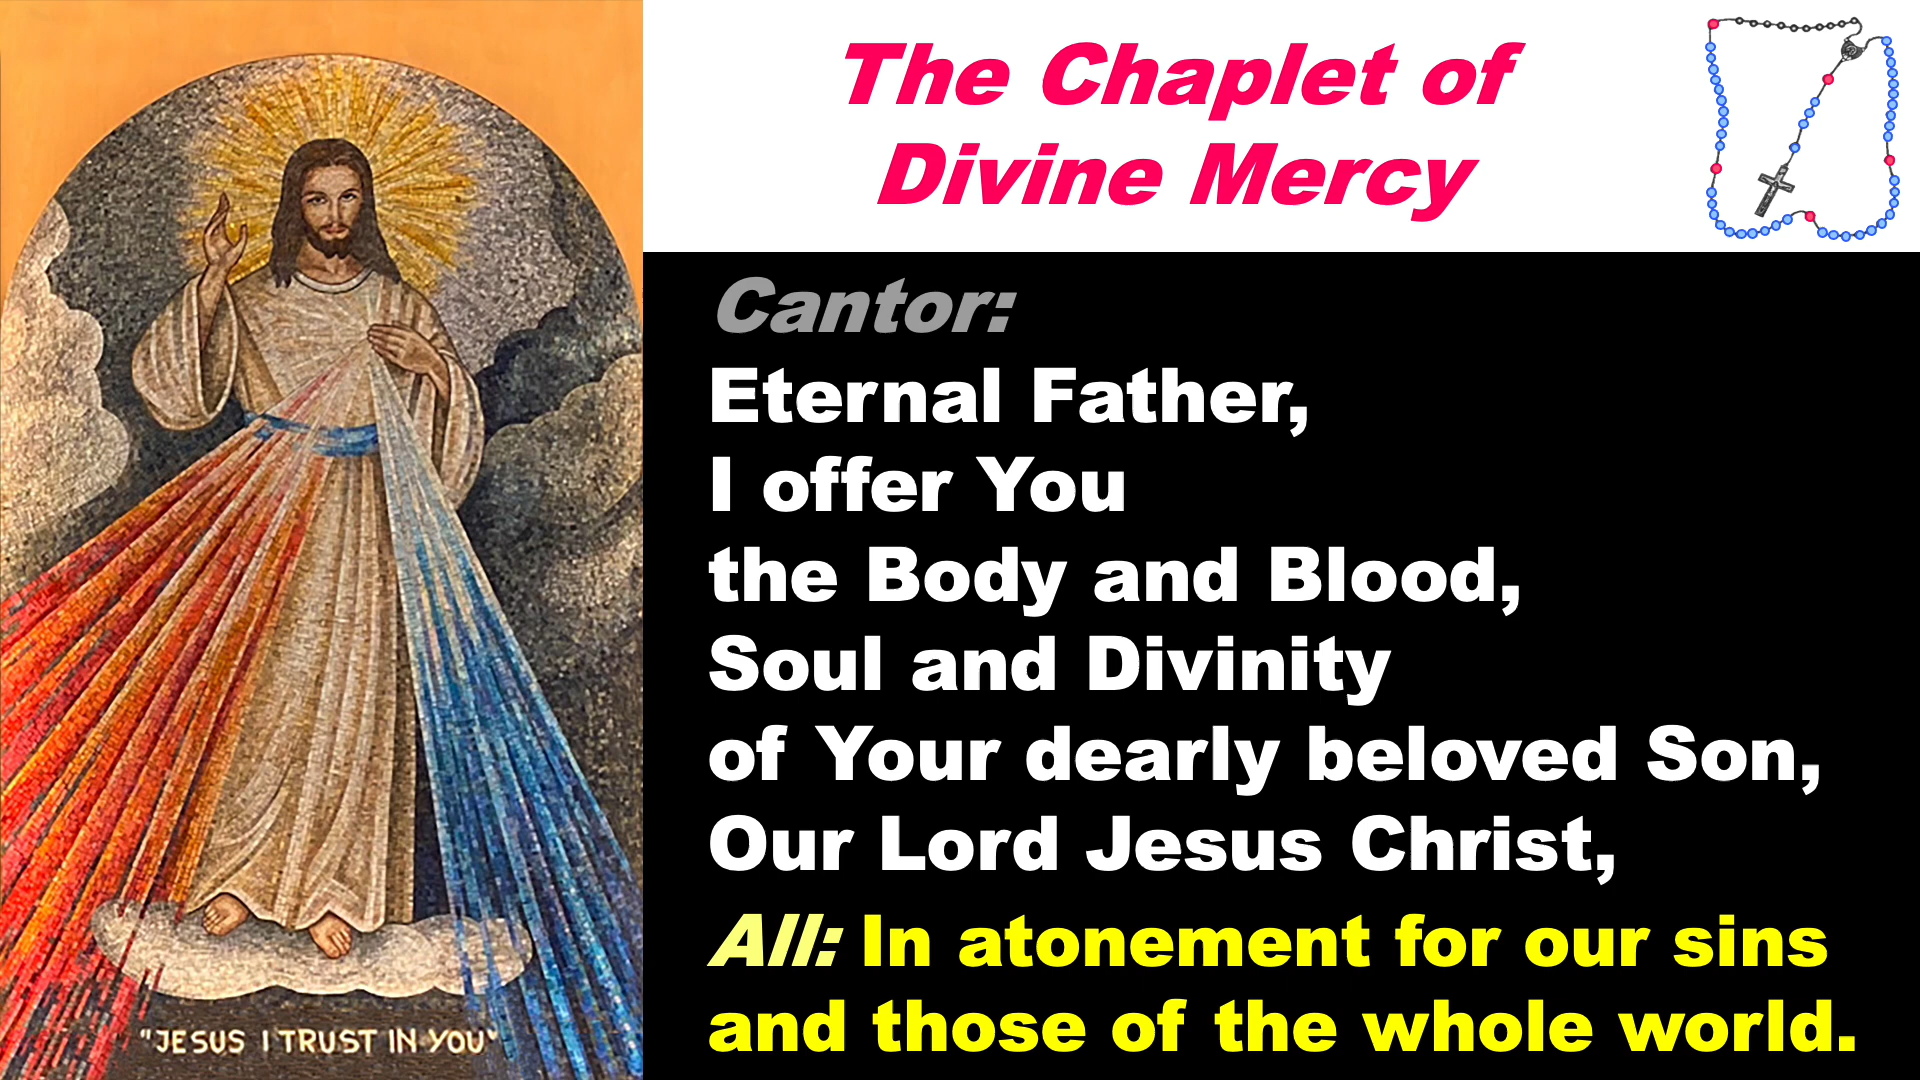 The Chaplet of
Divine Mercy
Cantor:
Eternal Father,
I offer You
the Body and Blood,
Soul and Divinity
of Your dearly beloved Son,
Our Lord Jesus Christ,
All: In atonement for our sins
and those of the whole world.
"JESUS I TRUST IN YOU"